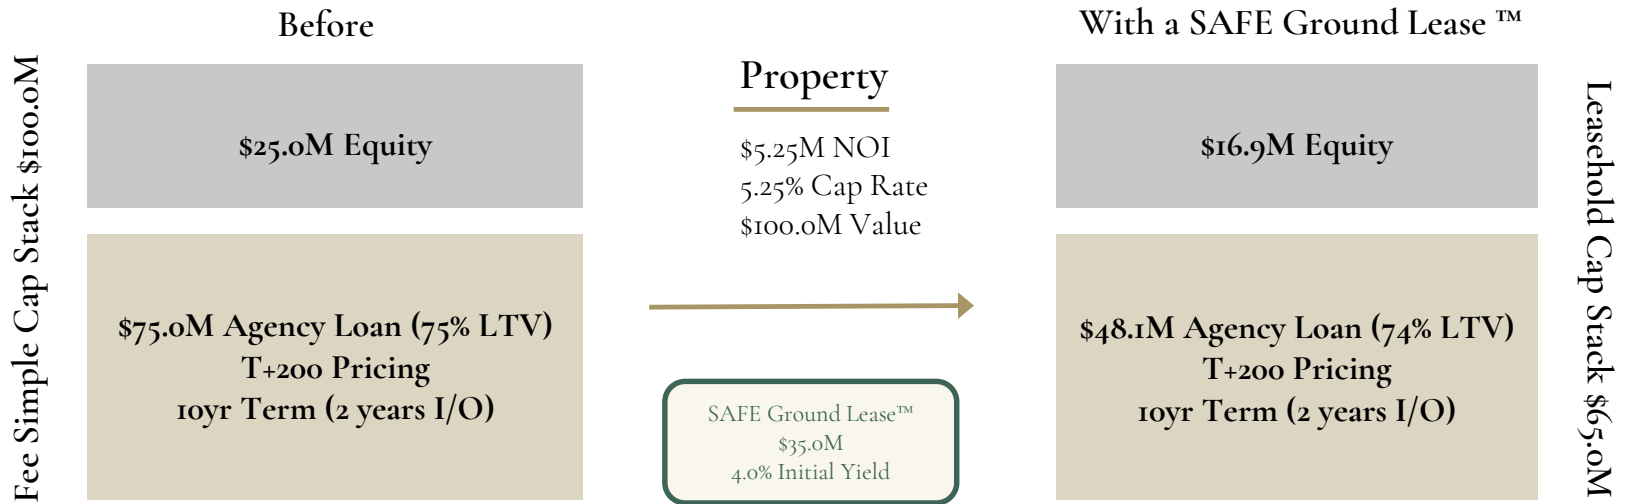 Before
Fee Simple Cap Stack $100.0M
$25.0M Equity
$75.0M Agency Loan (75% LTV)
T+200 Pricing
10yr Term (2 years I/O)
Property
$5.25M NOI
5.25% Cap Rate
$100.0M Value
SAFE Ground Lease™
$35.0M
4.0% Initial Yield
With a SAFE Ground Lease ™
$16.9M Equity
$48.1M Agency Loan (74% LTV)
T+200 Pricing
10yr Term (2 years I/O)
Leasehold Cap Stack $65.0M